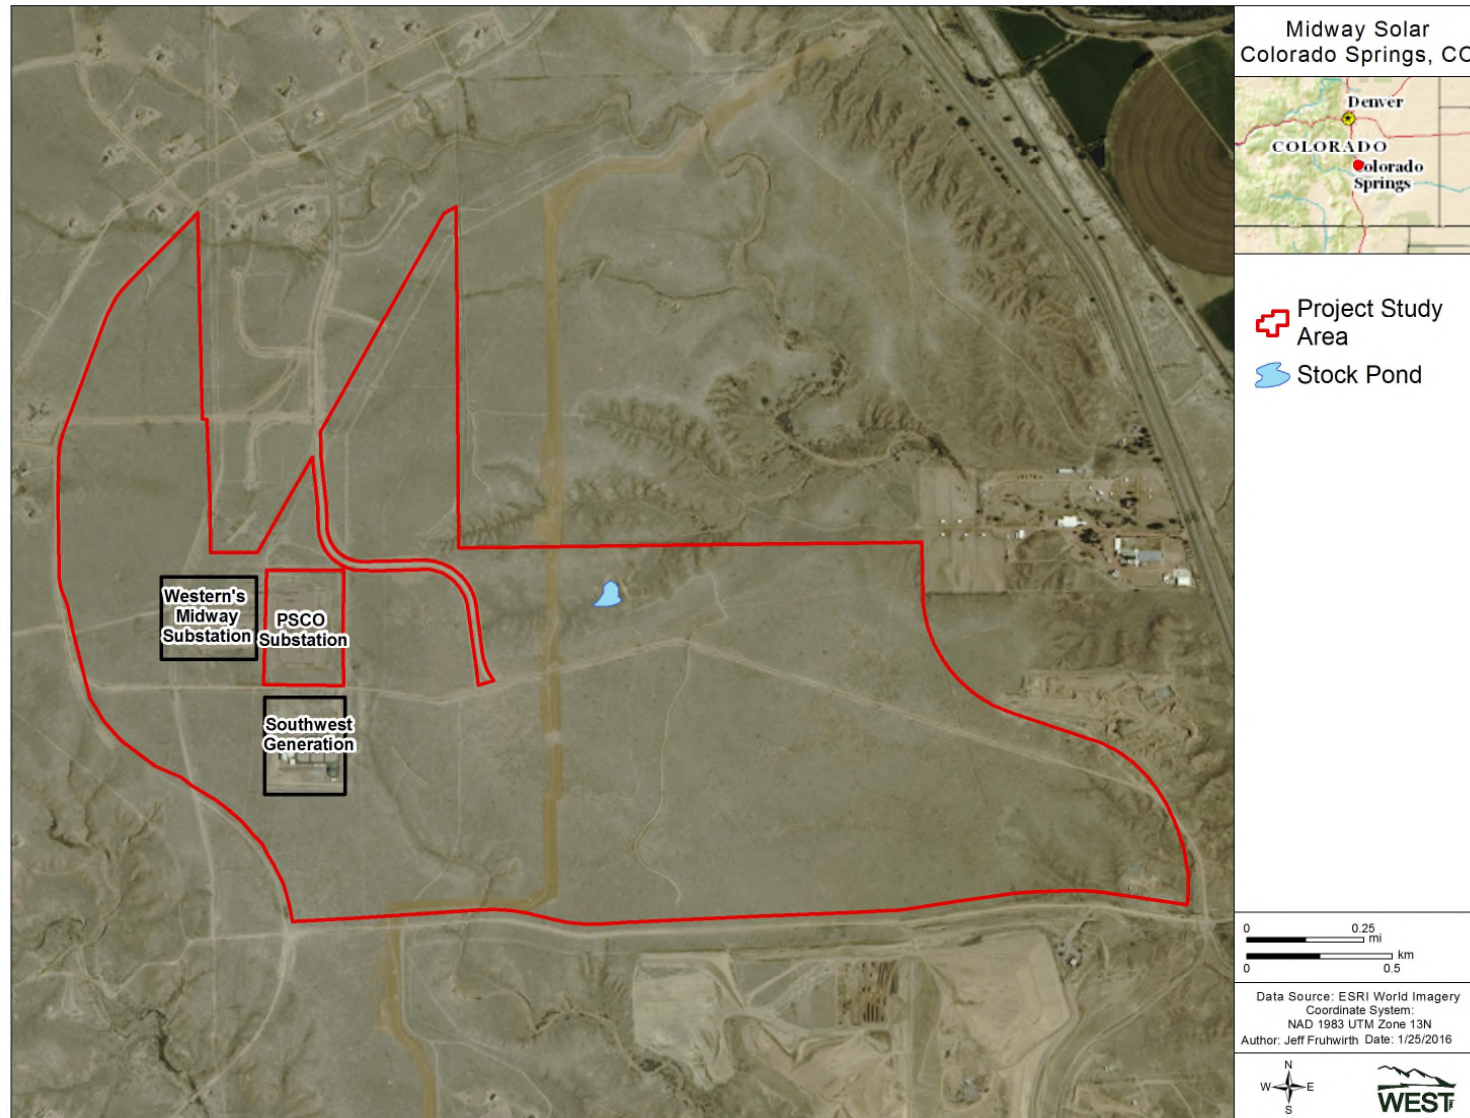 Midway Solar
Colorado Springs, CO
Denver
COLORADO
Colorado
Springs
Project Study
Area
Stock Pond
Western's
Midway
Substation
PSCO
Substation
Southwest
Generation
0 0.25
mi
km
0 0.5
Data Source: ESRI World Imagery
Coordinate System:
NAD 1983 UTM Zone 13N
Author: Jeff Fruhwirth Date: 1/25/2016
N
W E
S
WEST